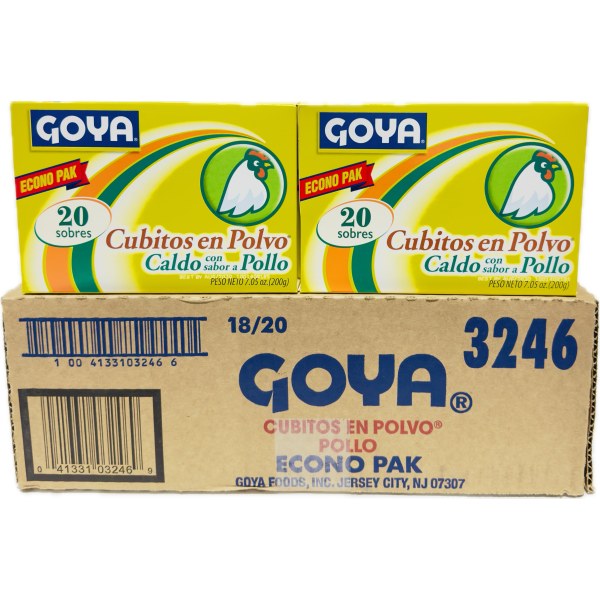 GOYA
ECONO PAK
20
sobres
Cubitos en Polvo
Caldo con sabor a Pollo
PESO NETO 7.05 oz.(200g)
GOYA
ECONO PAK
20
sobres
Cubitos en Polvo
Caldo con sabor a Pollo
PESO NETO 7.05 oz.(200g)
18/20
3246
1 00 4133103246 6
GOYA®
CUBITOS EN POLVO®
POLLO
ECONO PAK
GOYA FOODS, INC. JERSEY CITY, NJ 07307
0 41331 03246 9